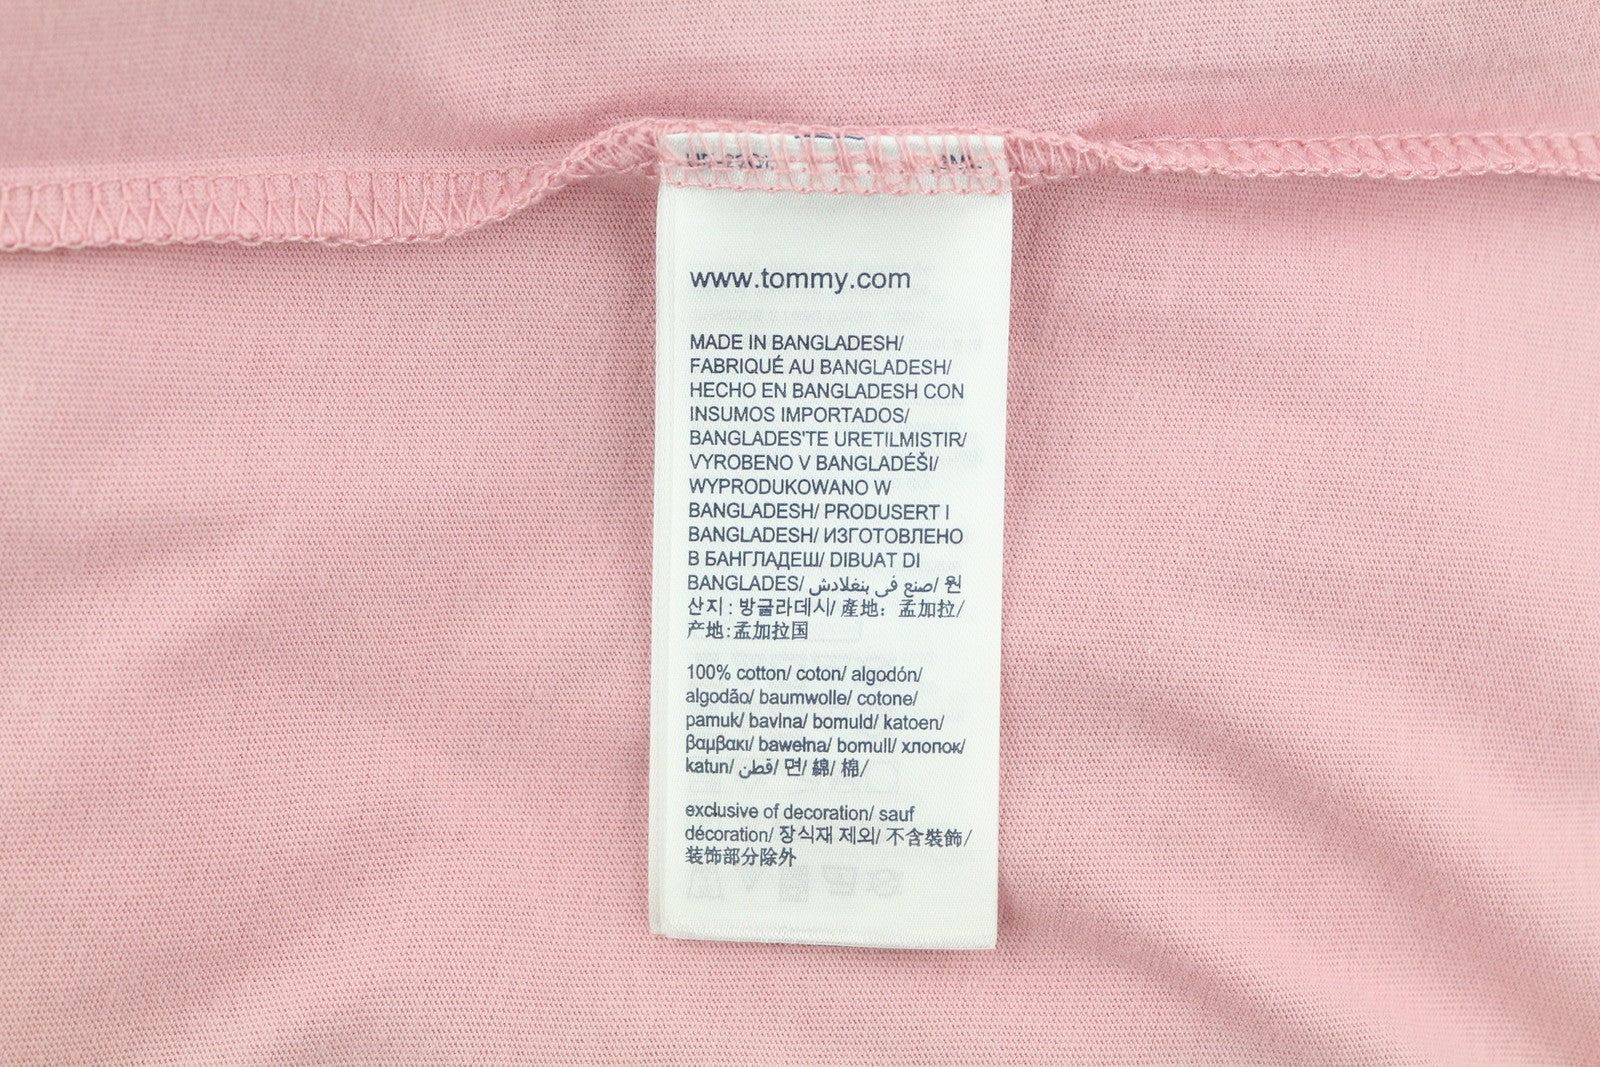 www.tommy.com
MADE IN BANGLADESH/
FABRIQUÉ AU BANGLADESH/
HECHO EN BANGLADESH CON
INSUMOS IMPORTADOS/
BANGLADES'TE URETILMISTIR/
VYROBENO V BANGLADÉŠI/
WYPRODUKOWANO W
BANGLADESH/ PRODUSERT I
BANGLADESH/ ИЗГОТОВЛЕНО
В БАНГЛАДЕШ/ DIBUAT DI
BANGLADES/ صنع في بنغلادش/ 원
산지: 방글라데시/ 產地: 孟加拉/
产地:孟加拉国
100% cotton/ coton/ algodón/
algodão/ baumwolle/ cotone/
pamuk/ bavlna/ bomuld/ katoen/
βαμβακι/ bawełna/ bomull/ хлопок/
katun/ قطن/ 면/ 綿/ 棉/
exclusive of decoration/ sauf
décoration/ 장식재 제외/ 不含裝飾/
装饰部分除外